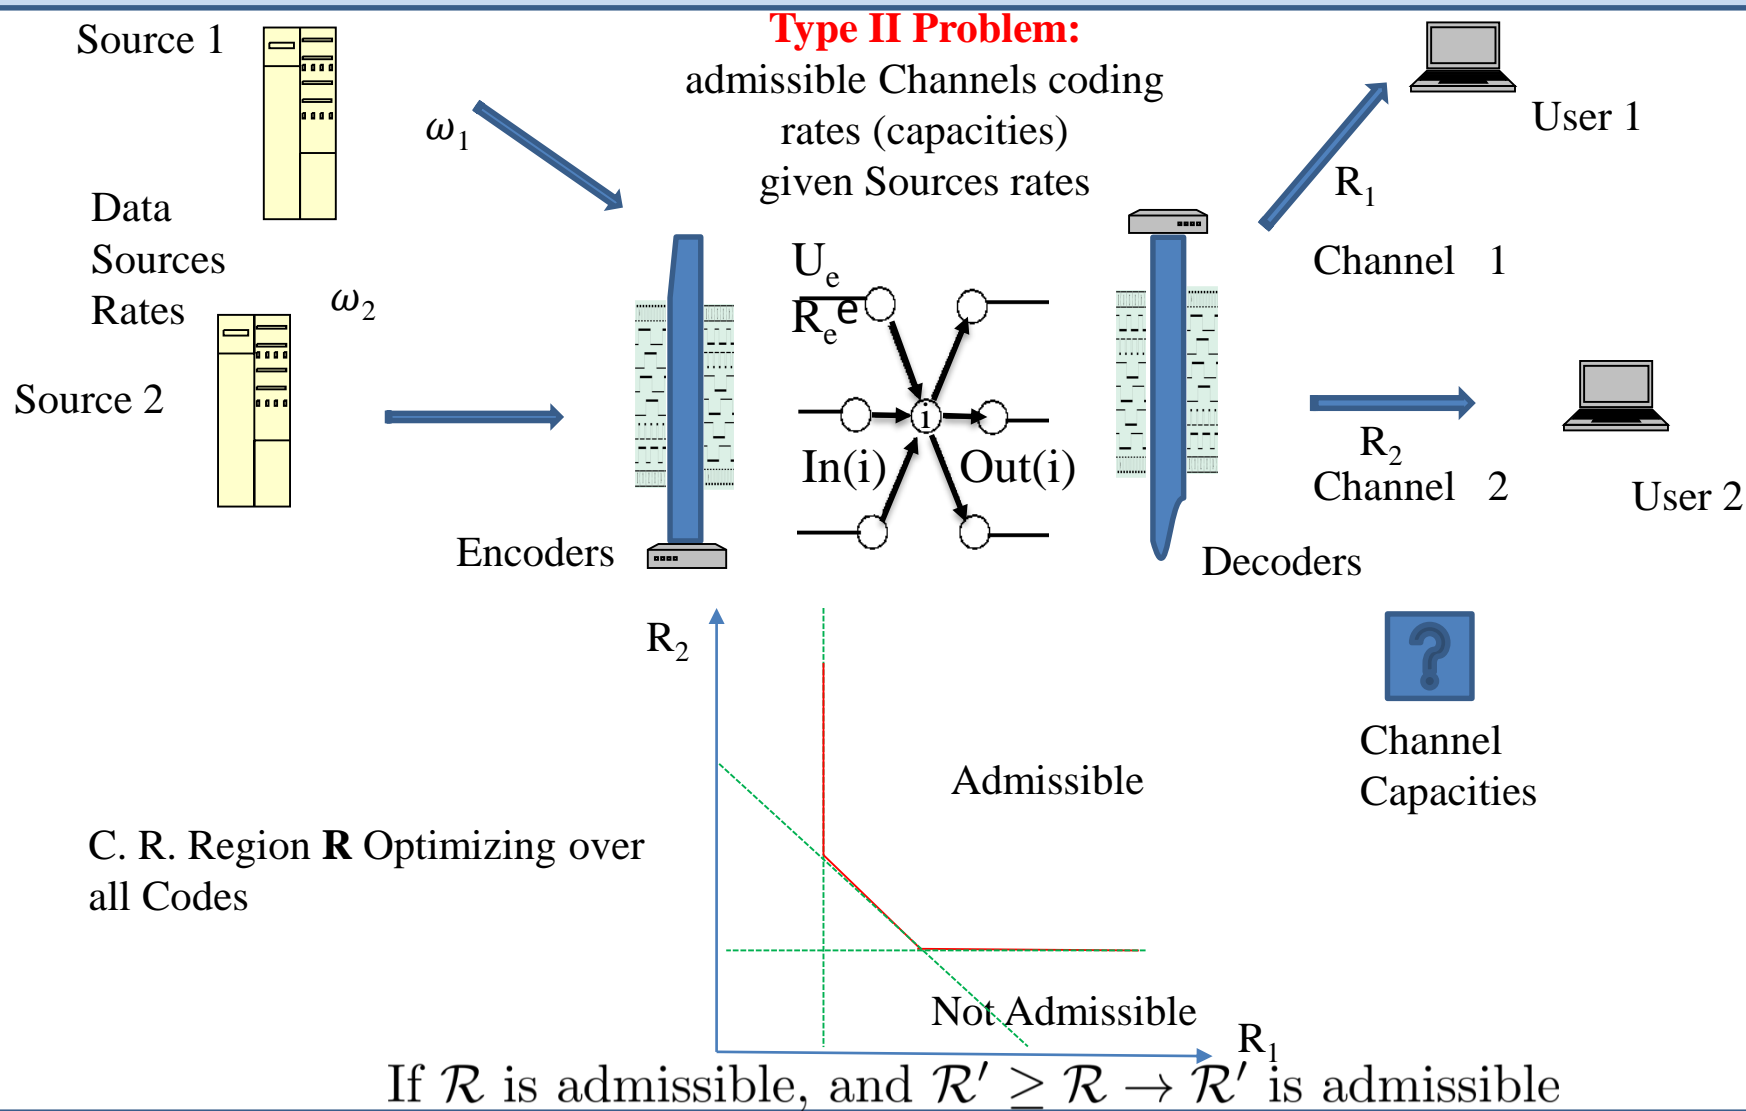 Type II Problem:
admissible Channels coding
rates (capacities)
given Sources rates
Source 1
ω₁
Data
Sources
Rates
ω₂
Source 2
Encoders
Uₑ
Rₑe
i
In(i)
Out(i)
User 1
R₁
Channel 1
R₂
Channel 2
User 2
Decoders
?
Channel
Capacities
R₂
Admissible
C. R. Region R Optimizing over
all Codes
Not Admissible
R₁
If ℛ is admissible, and ℛ′ ≥ ℛ → ℛ′ is admissible